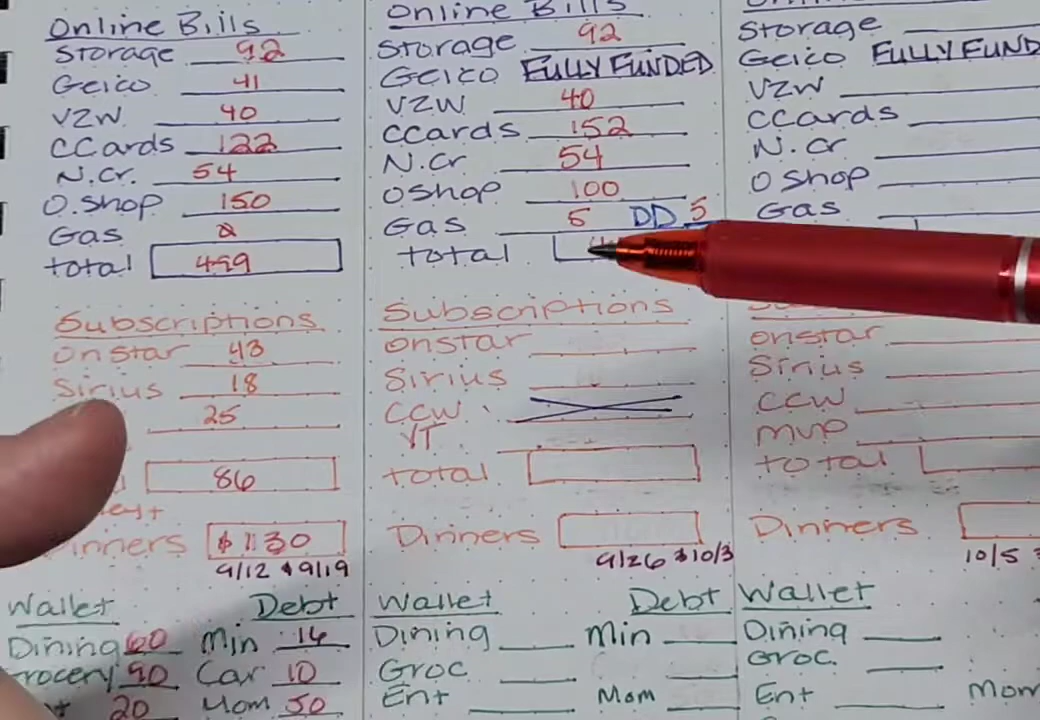 Online Bills
Storage 92
Geico 41
VZW 40
CCards 122
N.Cr. 54
O.Shop 150
Gas
total 499
Subscriptions
Onstar 43
Sirius 18
25
86
Dinners $ 130
9/12 $ 9/19
Wallet Debt
Dining 60 Min 14
rocery 90 Car 10
20 Mom 50
Online Bills
Storage 92
Geico FULLY FUNDED
VZW 40
CCards 152
N.Cr 54
OShop 100
Gas 5 DD 5
total
Subscriptions
Onstar
Sirius
CCW
YT
total
Dinners
9/26 $ 10/3
Wallet Debt
Dining Min
Groc
Ent Mom
Storage
Geico FULLY FUND
VZW
CCards
N.Cr
O Shop
Gas
Onstar
Sirius
CCW
MVP
total
Dinners
10/5
Wallet
Dining
Groc.
Ent Mom